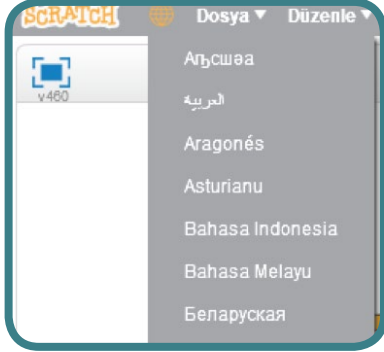 SCRATCH Dosya▼ Düzenle▼
Аҧсшәа
العربية
v460
Aragonés
Asturianu
Bahasa Indonesia
Bahasa Melayu
Беларуская